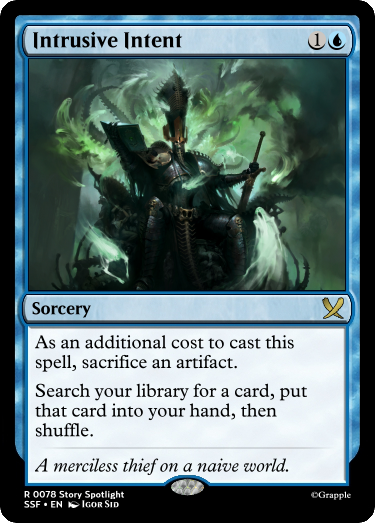 Intrusive Intent 1
Sorcery
As an additional cost to cast this
spell, sacrifice an artifact.
Search your library for a card, put
that card into your hand, then
shuffle.
A merciless thief on a naive world.
R 0078 Story Spotlight
SSF • EN Igor Sid
©Grapple